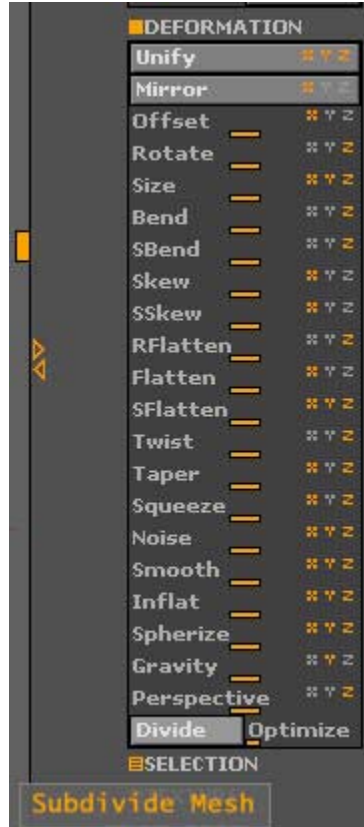 DEFORMATION
Unify X Y Z
Mirror X Y Z
Offset X Y Z
Rotate X Y Z
Size X Y Z
Bend X Y Z
SBend X Y Z
Skew X Y Z
SSkew X Y Z
RFlatten X Y Z
Flatten X Y Z
SFlatten X Y Z
Twist X Y Z
Taper X Y Z
Squeeze X Y Z
Noise X Y Z
Smooth X Y Z
Inflat X Y Z
Spherize X Y Z
Gravity X Y Z
Perspective X Y Z
Divide Optimize
SELECTION
Subdivide Mesh